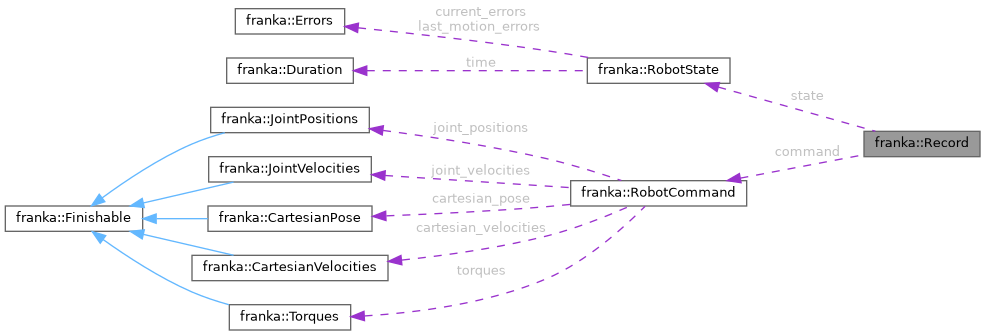 current_errors
last_motion_errors
franka::Errors
franka::Duration
time
franka::RobotState
state
franka::JointPositions
joint_positions
franka::Record
command
franka::JointVelocities
joint_velocities
franka::RobotCommand
franka::Finishable
franka::CartesianPose
cartesian_pose
cartesian_velocities
franka::CartesianVelocities
torques
franka::Torques